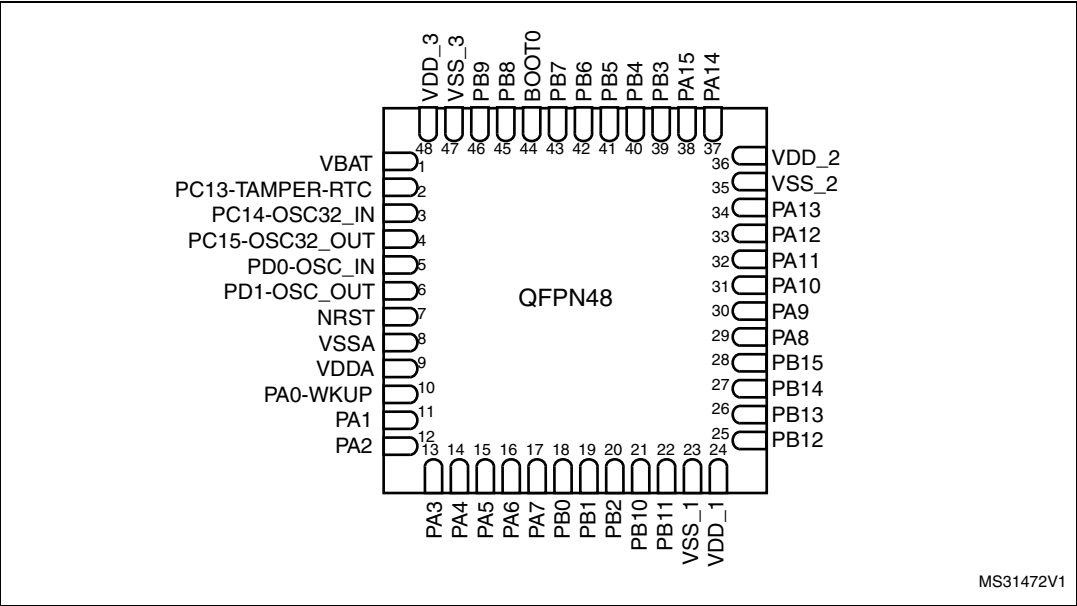 VDD_3
VSS_3
PB9
PB8
BOOT0
PB7
PB6
PB5
PB4
PB3
PA15
PA14
48 47 46 45 44 43 42 41 40 39 38 37
VBAT 1
PC13-TAMPER-RTC 2
PC14-OSC32_IN 3
PC15-OSC32_OUT 4
PD0-OSC_IN 5
PD1-OSC_OUT 6
NRST 7
VSSA 8
VDDA 9
PA0-WKUP 10
PA1 11
PA2 12
QFPN48
36 VDD_2
35 VSS_2
34 PA13
33 PA12
32 PA11
31 PA10
30 PA9
29 PA8
28 PB15
27 PB14
26 PB13
25 PB12
13 14 15 16 17 18 19 20 21 22 23 24
PA3
PA4
PA5
PA6
PA7
PB0
PB1
PB2
PB10
PB11
VSS_1
VDD_1
MS31472V1